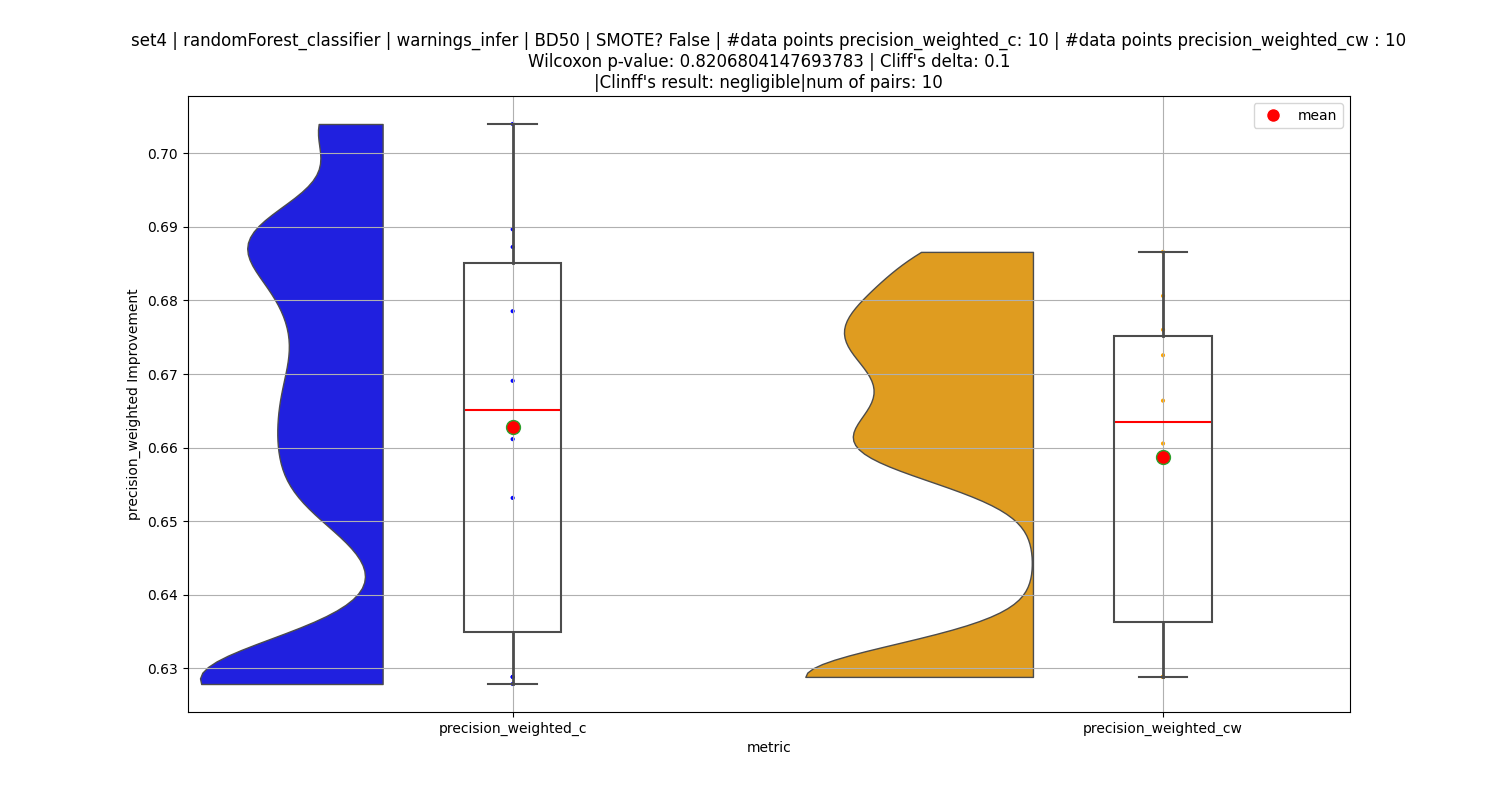 set4 | randomForest_classifier | warnings_infer | BD50 | SMOTE? False | #data points precision_weighted_c: 10 | #data points precision_weighted_cw : 10
Wilcoxon p-value: 0.8206804147693783 | Cliff's delta: 0.1
|Clinff's result: negligible|num of pairs: 10
mean
0.70
0.69
0.68
0.67
0.66
0.65
0.64
0.63
precision_weighted Improvement
precision_weighted_c
precision_weighted_cw
metric